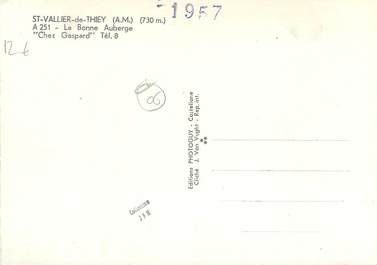 - 1957
ST-VALLIER-de-THIEY (A.M.) (730 m.)
A 251 - La Bonne Auberge
"Chez Gaspard" Tél. 8
12 €
06
Editions PHOTOGUY - Castellane
Cliché J. Van Vught - Rep. int.